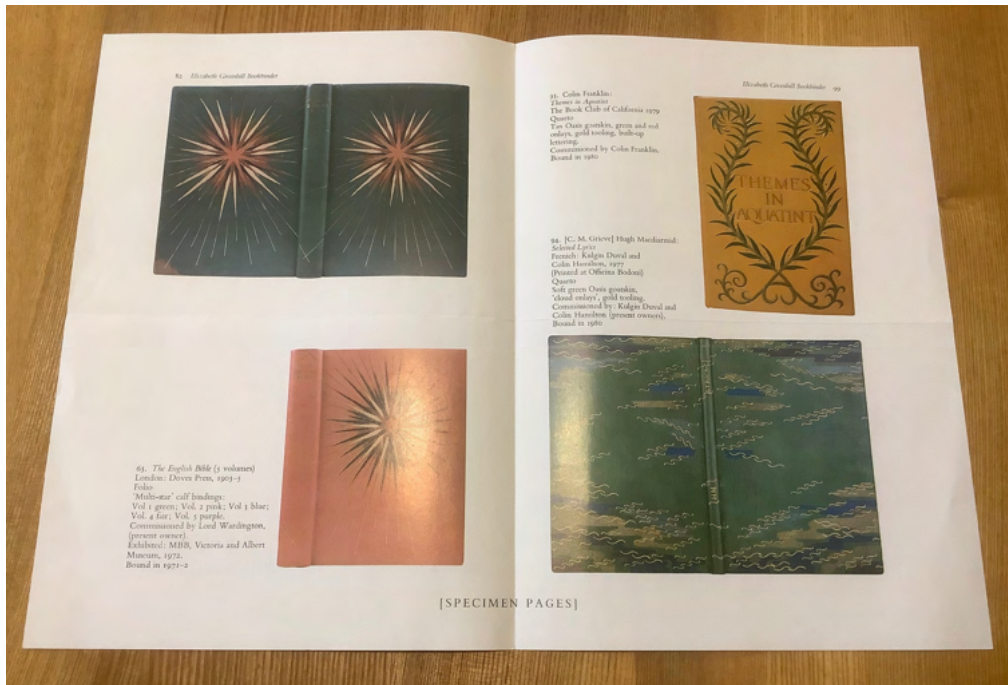 82 Elizabeth Greenhill Bookbinder
63. The English Bible (5 volumes)
London: Doves Press, 1903-5
Folio
'Multi-star' calf bindings:
Vol 1 green; Vol. 2 pink; Vol 3 blue;
Vol. 4 fair; Vol. 5 purple.
Commissioned by Lord Wardington,
(present owner).
Exhibited: MBB, Victoria and Albert
Museum, 1972.
Bound in 1971-2
Elizabeth Greenhill Bookbinder 99
93. Colin Franklin:
Themes in Aquatint
The Book Club of California 1979
Quarto
Tan Oasis goatskin, green and red
onlays, gold tooling, built-up
lettering.
Commissioned by Colin Franklin.
Bound in 1980
THEMES
IN
AQUATINT
94. [C. M. Grieve] Hugh Macdiarmid:
Selected Lyrics
Frenich: Kulgin Duval and
Colin Hamilton, 1977
(Printed at Officina Bodoni)
Quarto
Soft green Oasis goatskin,
'cloud onlays', gold tooling.
Commissioned by: Kulgin Duval and
Colin Hamilton (present owners).
Bound in 1980
[SPECIMEN PAGES]